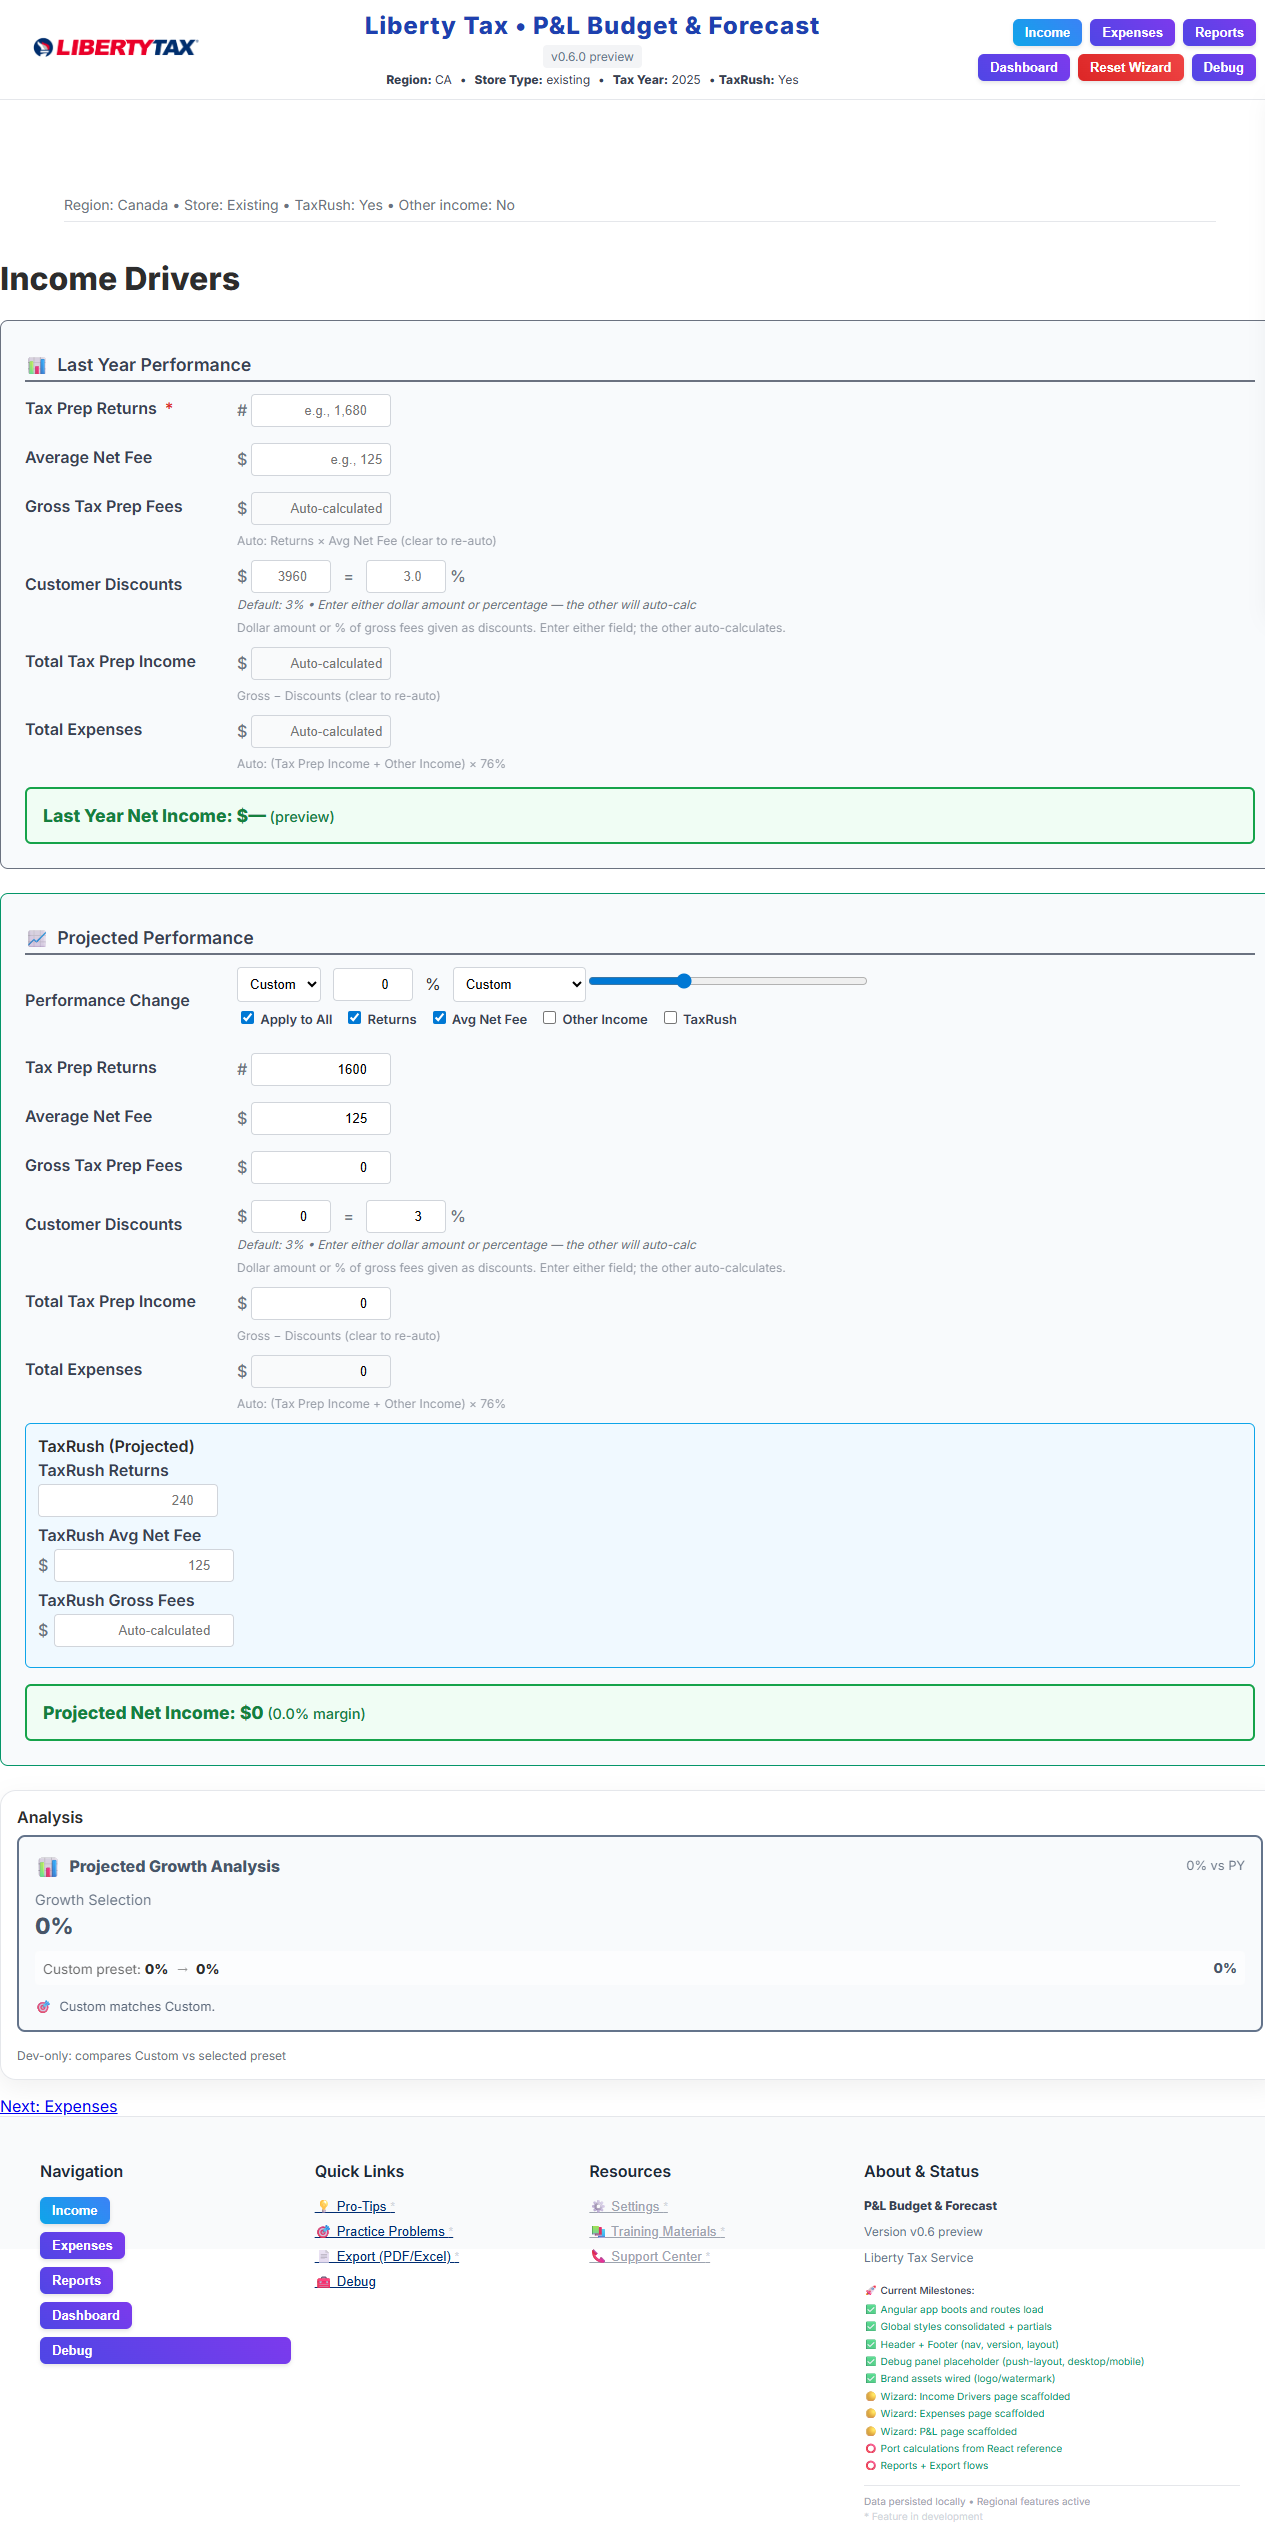 LIBERTYTAX
Liberty Tax • P&L Budget & Forecast
v0.6.0 preview
Region: CA • Store Type: existing • Tax Year: 2025 • TaxRush: Yes
Income Expenses Reports
Dashboard Reset Wizard Debug
Region: Canada • Store: Existing • TaxRush: Yes • Other income: No
Income Drivers
📊 Last Year Performance
Tax Prep Returns * # e.g., 1,680
Average Net Fee $ e.g., 125
Gross Tax Prep Fees $ Auto-calculated
Auto: Returns × Avg Net Fee (clear to re-auto)
Customer Discounts $ 3960 = 3.0 %
Default: 3% • Enter either dollar amount or percentage — the other will auto-calc
Dollar amount or % of gross fees given as discounts. Enter either field; the other auto-calculates.
Total Tax Prep Income $ Auto-calculated
Gross − Discounts (clear to re-auto)
Total Expenses $ Auto-calculated
Auto: (Tax Prep Income + Other Income) × 76%
Last Year Net Income: $— (preview)
📈 Projected Performance
Performance Change Custom 0 % Custom
Apply to All Returns Avg Net Fee Other Income TaxRush
Tax Prep Returns # 1600
Average Net Fee $ 125
Gross Tax Prep Fees $ 0
Customer Discounts $ 0 = 3 %
Default: 3% • Enter either dollar amount or percentage — the other will auto-calc
Dollar amount or % of gross fees given as discounts. Enter either field; the other auto-calculates.
Total Tax Prep Income $ 0
Gross − Discounts (clear to re-auto)
Total Expenses $ 0
Auto: (Tax Prep Income + Other Income) × 76%
TaxRush (Projected)
TaxRush Returns
240
TaxRush Avg Net Fee
$ 125
TaxRush Gross Fees
$ Auto-calculated
Projected Net Income: $0 (0.0% margin)
Analysis
📊 Projected Growth Analysis 0% vs PY
Growth Selection
0%
Custom preset: 0% → 0% 0%
🎯 Custom matches Custom.
Dev-only: compares Custom vs selected preset
Next: Expenses
Navigation
Income
Expenses
Reports
Dashboard
Debug
Quick Links
💡 Pro-Tips *
🎯 Practice Problems *
📄 Export (PDF/Excel) *
🧰 Debug
Resources
⚙️ Settings *
📚 Training Materials *
📞 Support Center *
About & Status
P&L Budget & Forecast
Version v0.6 preview
Liberty Tax Service
🚀 Current Milestones:
✅ Angular app boots and routes load
✅ Global styles consolidated + partials
✅ Header + Footer (nav, version, layout)
✅ Debug panel placeholder (push-layout, desktop/mobile)
✅ Brand assets wired (logo/watermark)
🟡 Wizard: Income Drivers page scaffolded
🟡 Wizard: Expenses page scaffolded
🟡 Wizard: P&L page scaffolded
⭕ Port calculations from React reference
⭕ Reports + Export flows
Data persisted locally • Regional features active
* Feature in development